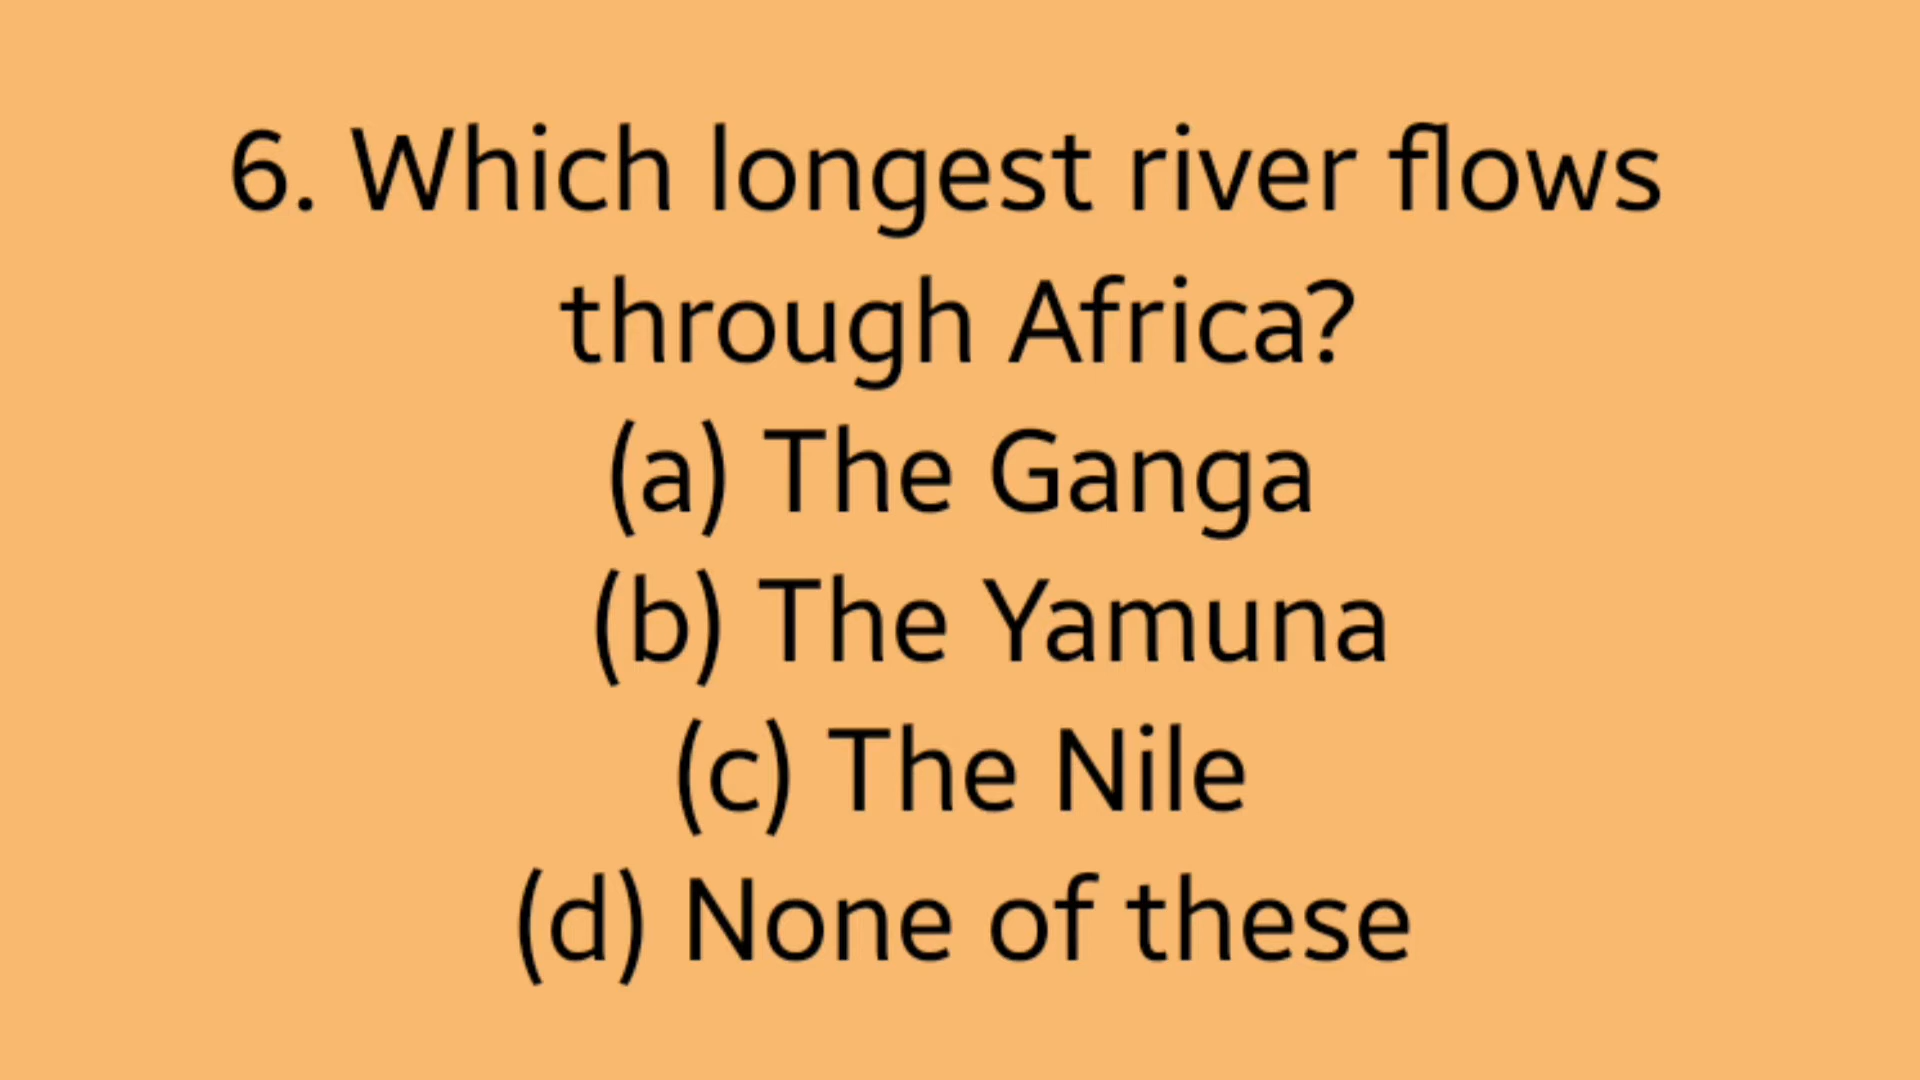 6. Which longest river flows
through Africa?
(a) The Ganga
(b) The Yamuna
(c) The Nile
(d) None of these